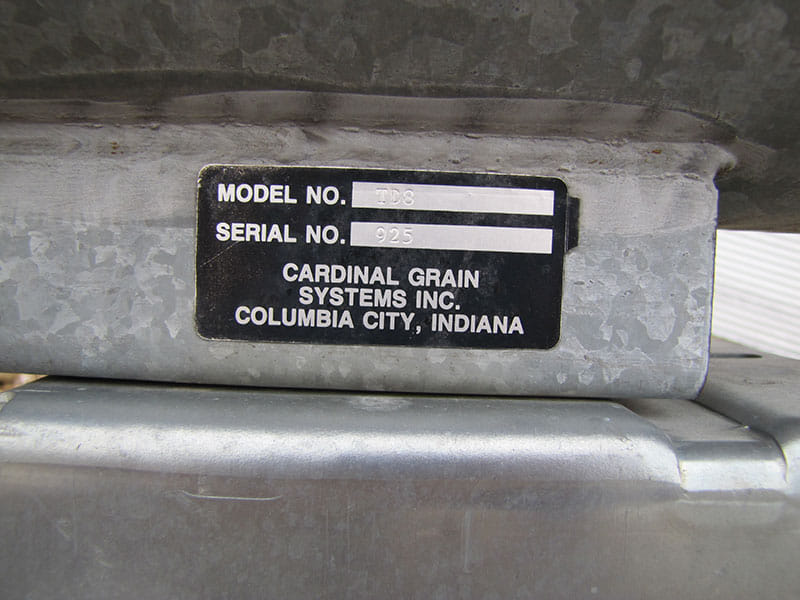 MODEL NO. TD8
SERIAL NO. 925
CARDINAL GRAIN
SYSTEMS INC.
COLUMBIA CITY, INDIANA